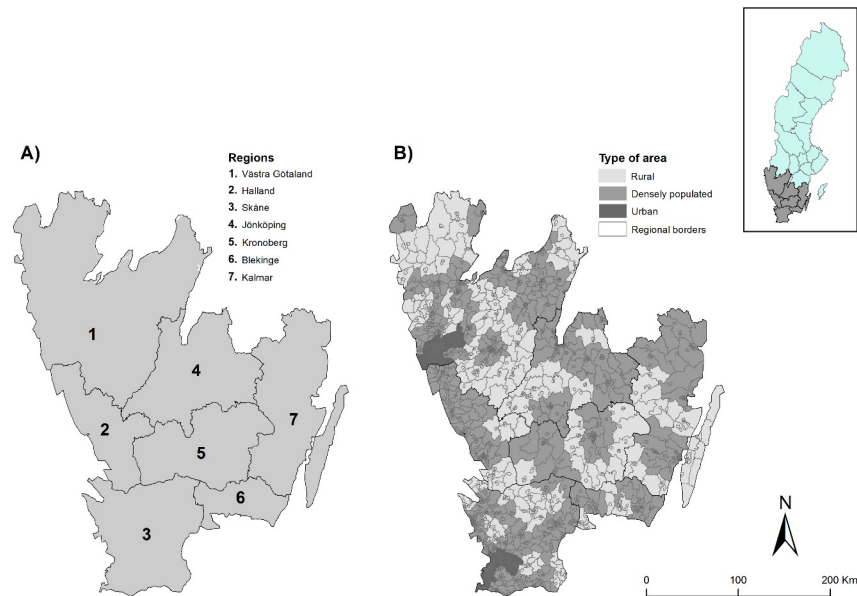 A)
Regions
1. Västra Götaland
2. Halland
3. Skåne
4. Jönköping
5. Kronoberg
6. Blekinge
7. Kalmar
1
4
2
7
5
6
3
B)
Type of area
Rural
Densely populated
Urban
Regional borders
N
0 100 200 Km